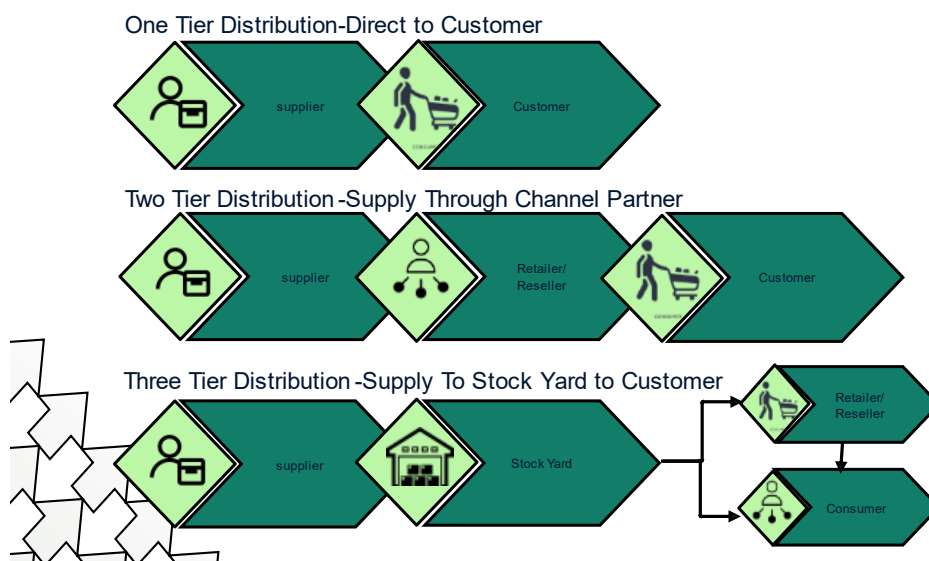 One Tier Distribution-Direct to Customer
supplier
Customer
Two Tier Distribution -Supply Through Channel Partner
supplier
Retailer/
Reseller
Customer
Three Tier Distribution -Supply To Stock Yard to Customer
supplier
Stock Yard
Retailer/
Reseller
Consumer